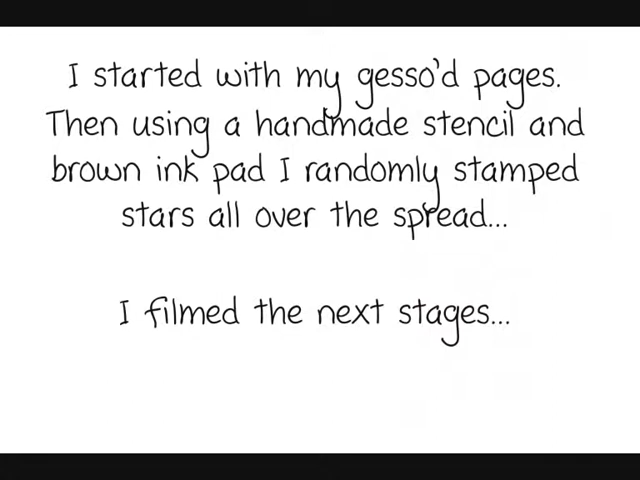 I started with my gesso'd pages.
Then using a handmade stencil and
brown ink pad I randomly stamped
stars all over the spread...
I filmed the next stages...